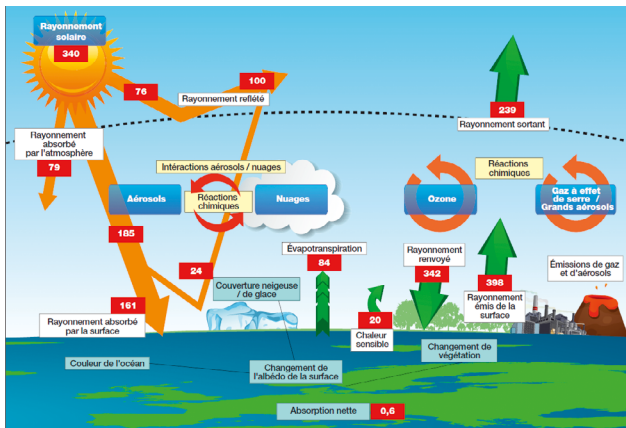 Rayonnement
solaire
340
76
100
Rayonnement reflété
239
Rayonnement sortant
Rayonnement
absorbé
par l'atmosphère
79
Intéractions aérosols / nuages
Réactions
chimiques
Aérosols
Réactions
chimiques
Nuages
Ozone
Gaz à effet
de serre /
Grands aérosols
185
24
Évapotranspiration
84
Rayonnement
renvoyé
342
398
Rayonnement
émis de la
surface
Émissions de gaz
et d'aérosols
161
Rayonnement absorbé
par la surface
Couverture neigeuse
/ de glace
20
Chaleur
sensible
Couleur de l'océan
Changement de
l'albédo de la surface
Changement de
végétation
Absorption nette
0,6